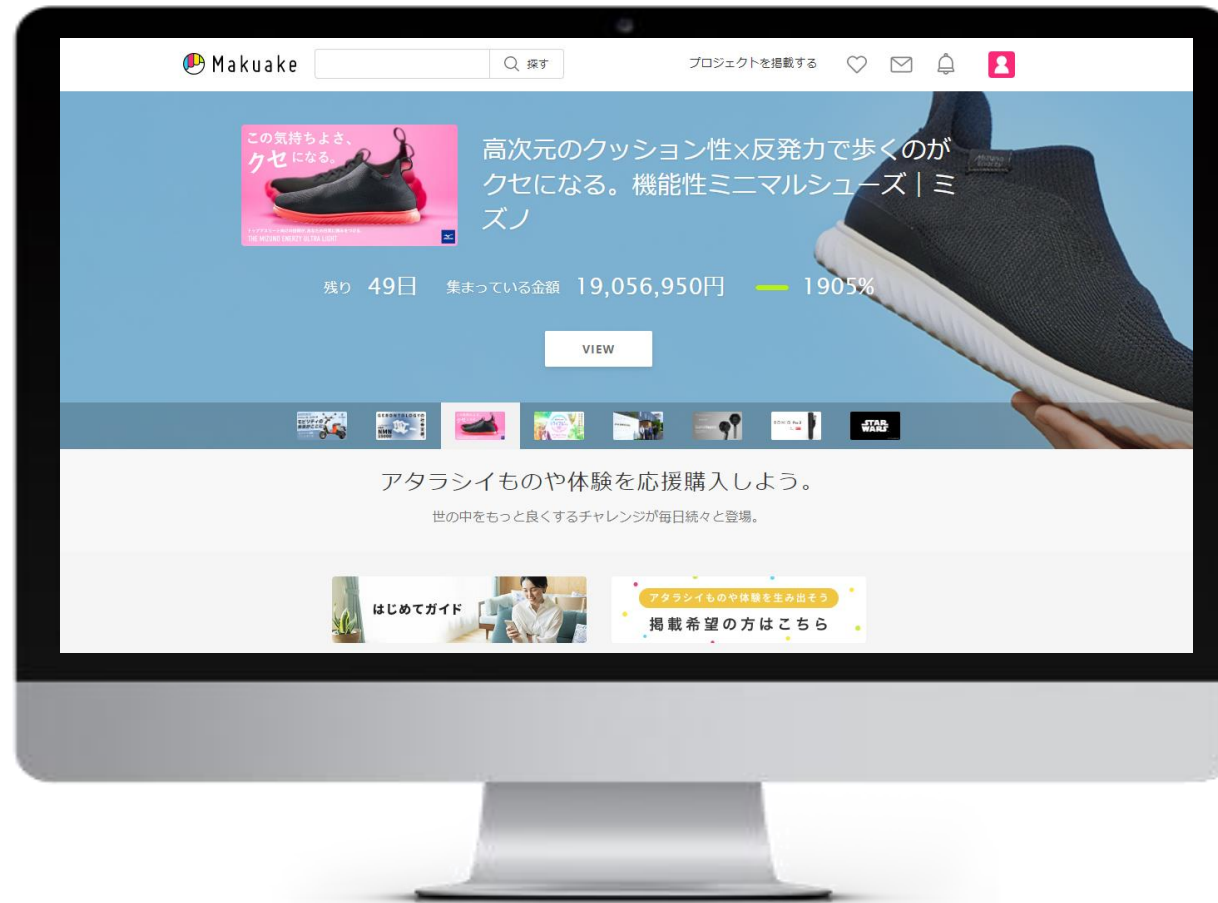 Makuake
探す
プロジェクトを掲載する
この気持ちよさ、
クセになる。
THE MIZUNO ENERZY ULTRA LIGHT
高次元のクッション性×反発力で歩くのが
クセになる。機能性ミニマルシューズ｜ミ
ズノ
残り 49日 集まっている金額 19,056,950円 1905%
VIEW
STAR
WARS
アタラシイものや体験を応援購入しよう。
世の中をもっと良くするチャレンジが毎日続々と登場。
はじめてガイド
アタラシイものや体験を生み出そう
掲載希望の方はこちら